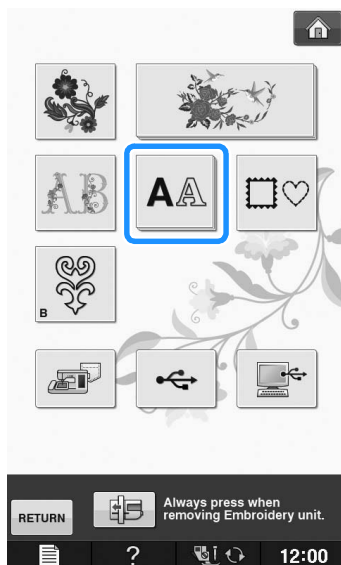 AB
AA
B
Always press when
RETURN
removing Embroidery unit.
?
12:00